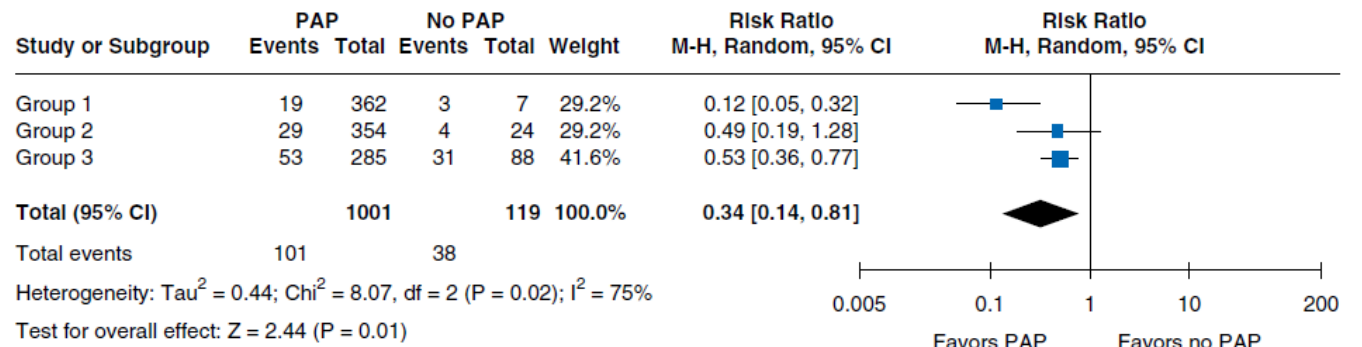 PAP No PAP Risk Ratio Risk Ratio
Study or Subgroup Events Total Events Total Weight M-H, Random, 95% CI M-H, Random, 95% CI
Group 1 19 362 3 7 29.2% 0.12 [0.05, 0.32]
Group 2 29 354 4 24 29.2% 0.49 [0.19, 1.28]
Group 3 53 285 31 88 41.6% 0.53 [0.36, 0.77]
Total (95% CI) 1001 119 100.0% 0.34 [0.14, 0.81]
Total events 101 38
Heterogeneity: Tau² = 0.44; Chi² = 8.07, df = 2 (P = 0.02); I² = 75%
Test for overall effect: Z = 2.44 (P = 0.01)
0.005 0.1 1 10 200
Favors PAP Favors no PAP